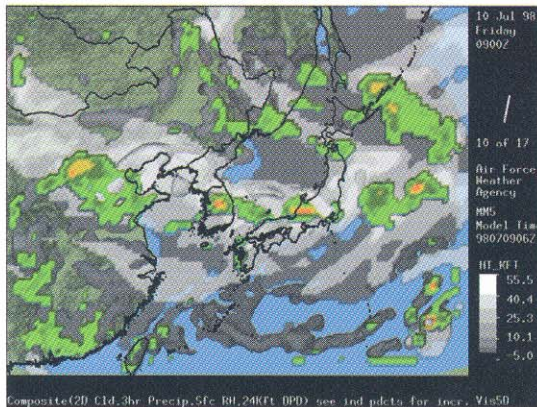 10 Jul 98
Friday
0900Z
10 of 17
Air Force
Weather
Agency
MM5
Model Tim
98070906Z
HT_KFT
55.5
40.4
25.3
10.1
-5.0
Composite(2D Cld,3hr Precip,Sfc RH,24Kft DPD) see ind pdcts for incr. Vis5D